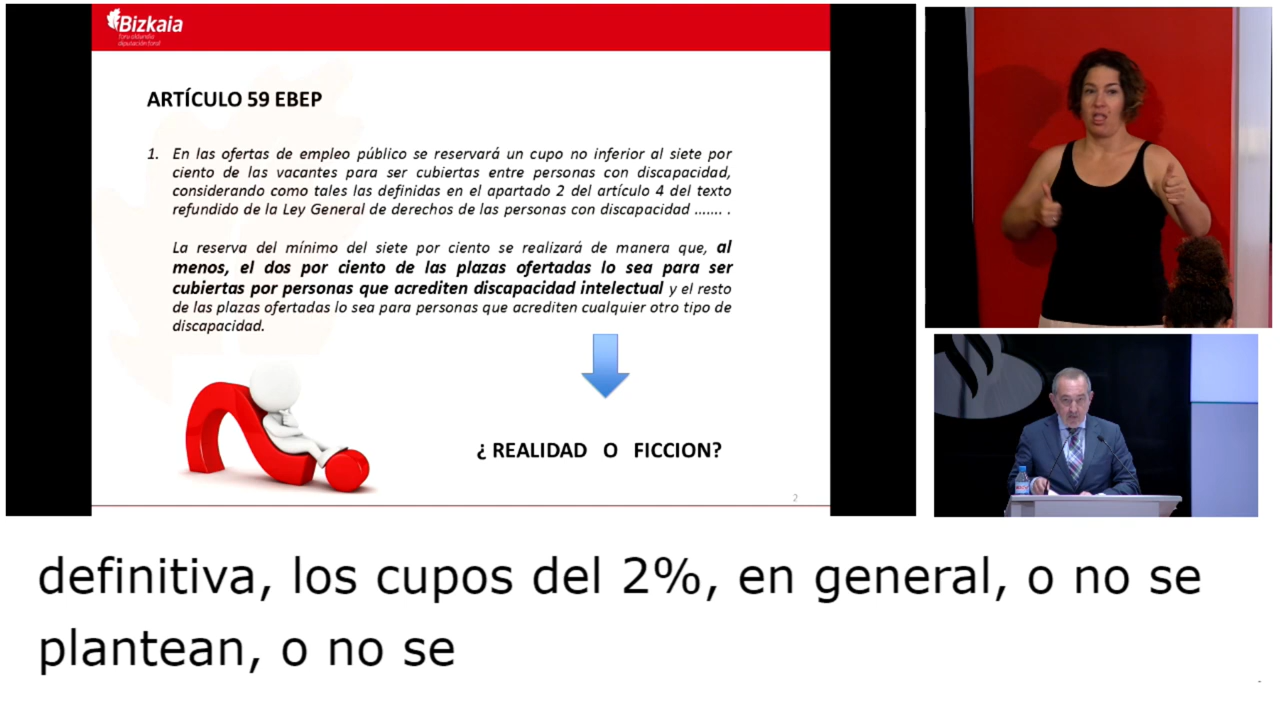 Bizkaia
foru aldundia
diputación foral
ARTÍCULO 59 EBEP
1. En las ofertas de empleo público se reservará un cupo no inferior al siete por
ciento de las vacantes para ser cubiertas entre personas con discapacidad,
considerando como tales las definidas en el apartado 2 del artículo 4 del texto
refundido de la Ley General de derechos de las personas con discapacidad ....... .
La reserva del mínimo del siete por ciento se realizará de manera que, al
menos, el dos por ciento de las plazas ofertadas lo sea para ser
cubiertas por personas que acrediten discapacidad intelectual y el resto
de las plazas ofertadas lo sea para personas que acrediten cualquier otro tipo de
discapacidad.
¿ REALIDAD O FICCION?
2
definitiva, los cupos del 2%, en general, o no se
plantean, o no se